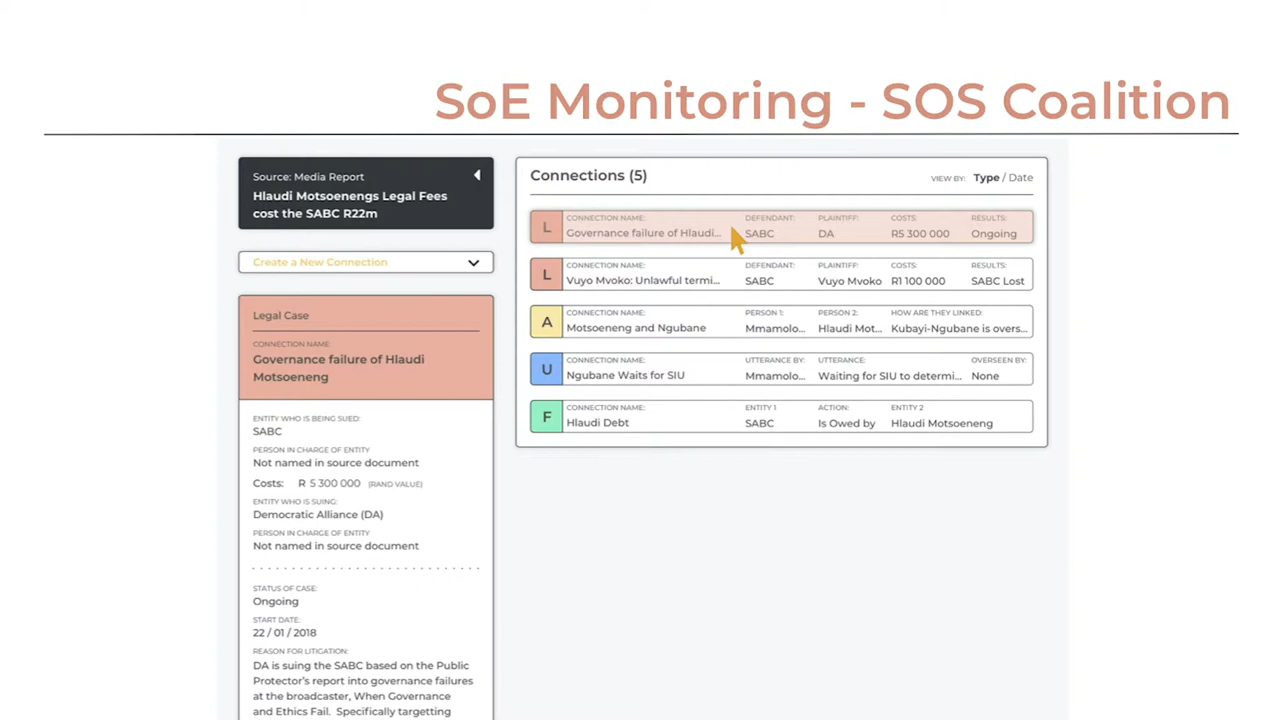 SoE Monitoring - SOS Coalition
Source: Media Report
Hlaudi Motsoenengs Legal Fees
cost the SABC R22m
Create a New Connection
Legal Case
CONNECTION NAME:
Governance failure of Hlaudi
Motsoeneng
ENTITY WHO IS BEING SUED:
SABC
PERSON IN CHARGE OF ENTITY
Not named in source document
Costs: R 5 300 000 (RAND VALUE)
ENTITY WHO IS SUING:
Democratic Alliance (DA)
PERSON IN CHARGE OF ENTITY
Not named in source document
STATUS OF CASE:
Ongoing
START DATE:
22 / 01 / 2018
REASON FOR LITIGATION:
DA is suing the SABC based on the Public
Protector's report into governance failures
at the broadcaster, When Governance
and Ethics Fail. Specifically targetting
Connections (5)
VIEW BY: Type / Date
L
CONNECTION NAME: DEFENDANT: PLAINTIFF: COSTS: RESULTS:
Governance failure of Hlaudi... SABC DA R5 300 000 Ongoing
L
CONNECTION NAME: DEFENDANT: PLAINTIFF: COSTS: RESULTS:
Vuyo Mvoko: Unlawful termi... SABC Vuyo Mvoko R1 100 000 SABC Lost
A
CONNECTION NAME: PERSON 1: PERSON 2: HOW ARE THEY LINKED:
Motsoeneng and Ngubane Mmamolo... Hlaudi Mot... Kubayi-Ngubane is overs...
U
CONNECTION NAME: UTTERANCE BY: UTTERANCE: OVERSEEN BY:
Ngubane Waits for SIU Mmamolo... Waiting for SIU to determi... None
F
CONNECTION NAME: ENTITY 1 ACTION: ENTITY 2
Hlaudi Debt SABC Is Owed by Hlaudi Motsoeneng